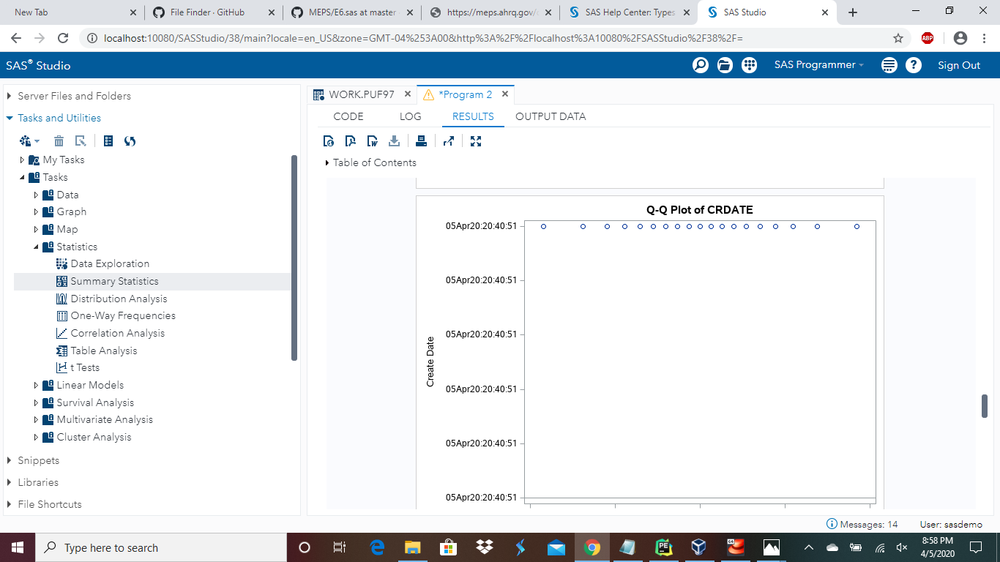 New Tab
File Finder · GitHub
MEPS/E6.sas at master
https://meps.ahrq.gov/
SAS Help Center: Types
SAS Studio
localhost:10080/SASStudio/38/main?locale=en_US&zone=GMT-04%253A00&http%3A%2F%2Flocalhost%3A10080%2FSASStudio%2F38%2F=
ABP
SAS® Studio
SAS Programmer
Sign Out
Server Files and Folders
Tasks and Utilities
My Tasks
Tasks
Data
Graph
Map
Statistics
Data Exploration
Summary Statistics
Distribution Analysis
One-Way Frequencies
Correlation Analysis
Table Analysis
t Tests
Linear Models
Survival Analysis
Multivariate Analysis
Cluster Analysis
Snippets
Libraries
File Shortcuts
WORK.PUF97
*Program 2
CODE
LOG
RESULTS
OUTPUT DATA
Table of Contents
Q-Q Plot of CRDATE
Create Date
05Apr20:20:40:51
05Apr20:20:40:51
05Apr20:20:40:51
05Apr20:20:40:51
05Apr20:20:40:51
05Apr20:20:40:51
Messages: 14
User: sasdemo
Type here to search
8:58 PM
4/5/2020